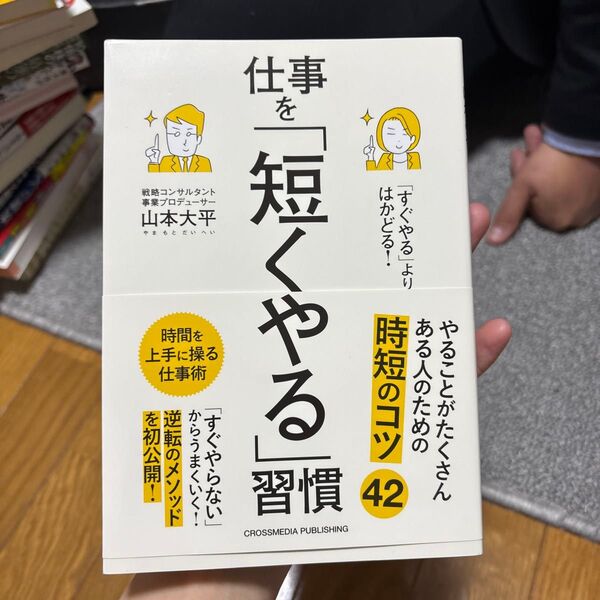 仕事を
「短くやる」
習慣
「すぐやる」より
はかどる！
戦略コンサルタント
事業プロデューサー
山本大平
やまもとだいへい
やることがたくさん
ある人のための
時短のコツ
42
時間を
上手に操る
仕事術
「すぐやらない」
からうまくいく！
逆転のメソッド
を初公開！
CROSSMEDIA PUBLISHING